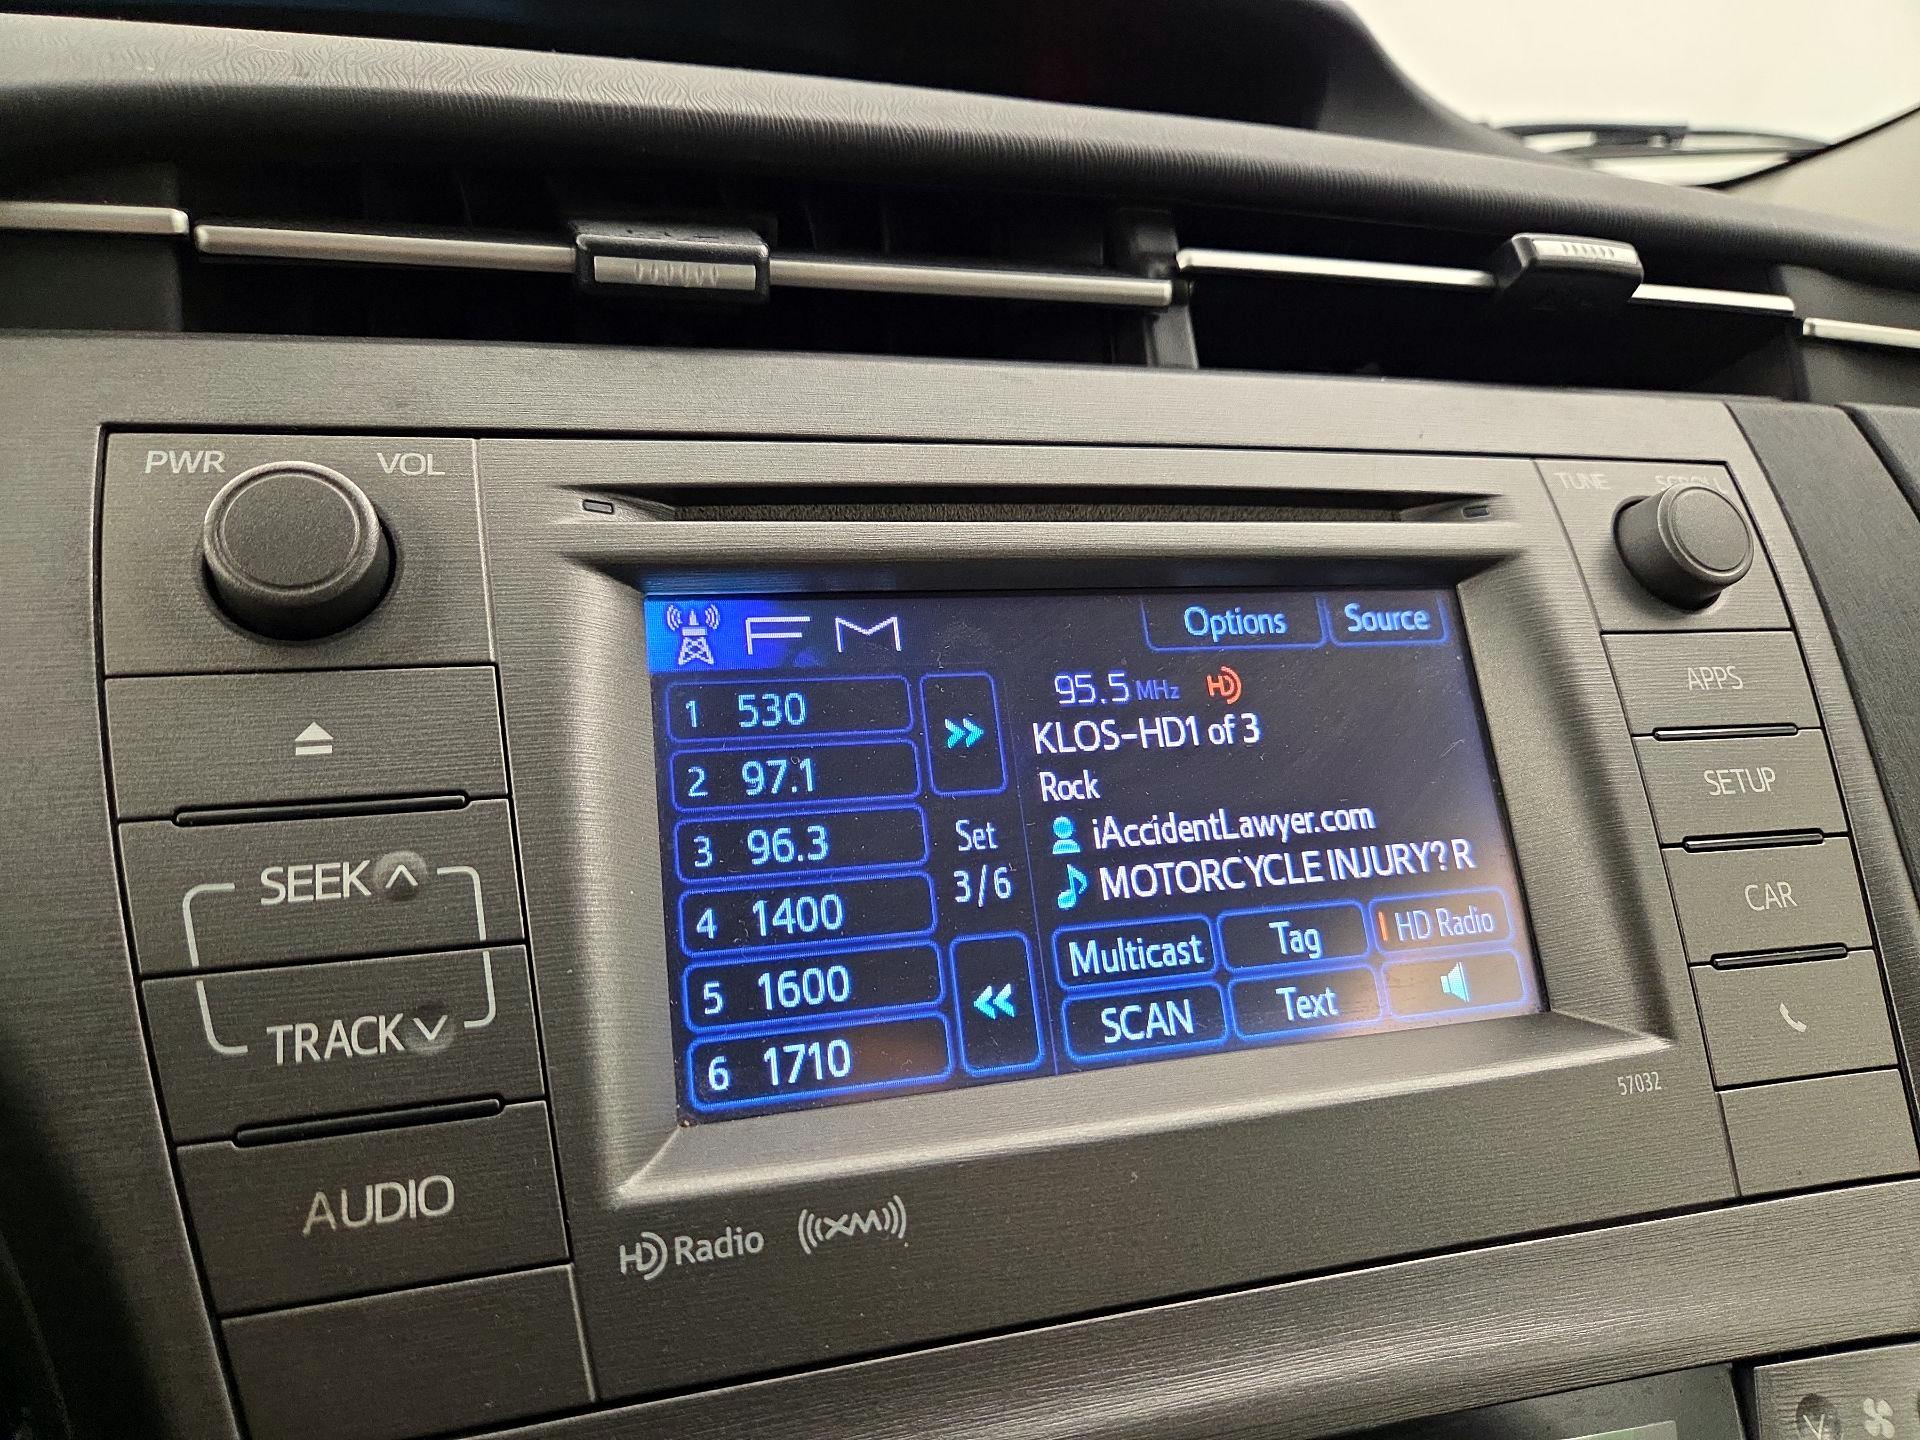 PWR VOL
TUNE SCROLL
FM Options Source
1 530
2 97.1
3 96.3
4 1400
5 1600
6 1710
Set
3/6
95.5 MHz HD
KLOS-HD1 of 3
Rock
iAccidentLawyer.com
MOTORCYCLE INJURY? R
Multicast Tag HD Radio
SCAN Text
SEEK
TRACK
AUDIO
APPS
SETUP
CAR
57032
HD Radio XM